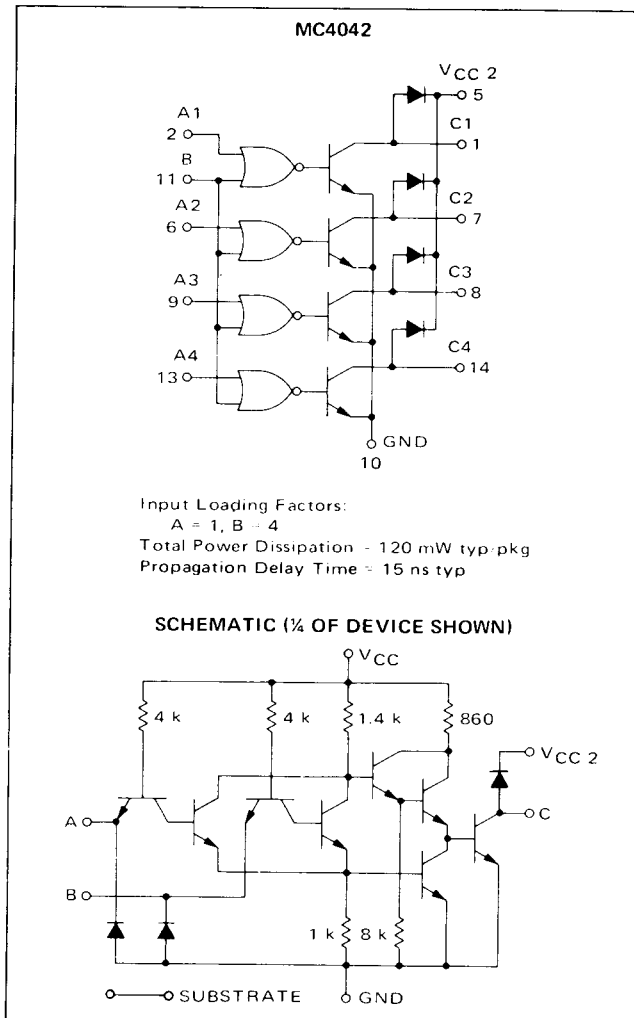 MC4042
VCC 2
5
A1
2
C1
1
B
11
A2
6
C2
7
A3
9
C3
8
A4
13
C4
14
GND
10
Input Loading Factors:
A = 1, B = 4
Total Power Dissipation = 120 mW typ/pkg
Propagation Delay Time = 15 ns typ
SCHEMATIC (¼ OF DEVICE SHOWN)
VCC
4 k
4 k
1.4 k
860
VCC 2
A
C
B
1 k
8 k
SUBSTRATE
GND